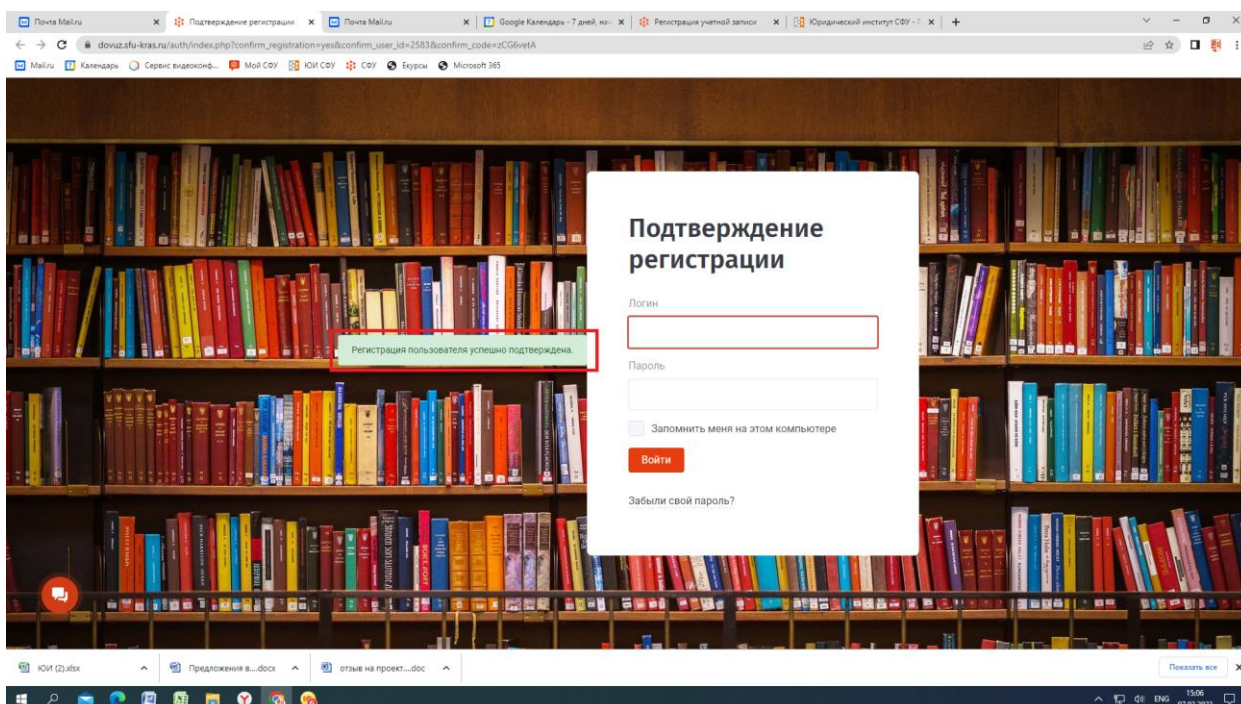 Почта Mail.ru
Подтверждение регистрации
Почта Mail.ru
Google Календарь - 7 дней, на
Регистрация учетной записи
Юридический институт СФУ -
dovuz.sfu-kras.ru/auth/index.php?confirm_registration=yes&confirm_user_id=2583&confirm_code=zCG6vetA
Mail.ru
Календарь
Сервис видеоконф...
Мой СФУ
ЮИ СФУ
СФУ
Екурсы
Microsoft 365
Подтверждение
регистрации
Логин
Регистрация пользователя успешно подтверждена.
Пароль
Запомнить меня на этом компьютере
Войти
Забыли свой пароль?
ЮИ (2).xlsx
Предложения в....docx
отзыв на проект....doc
Показать все
ENG
15:06